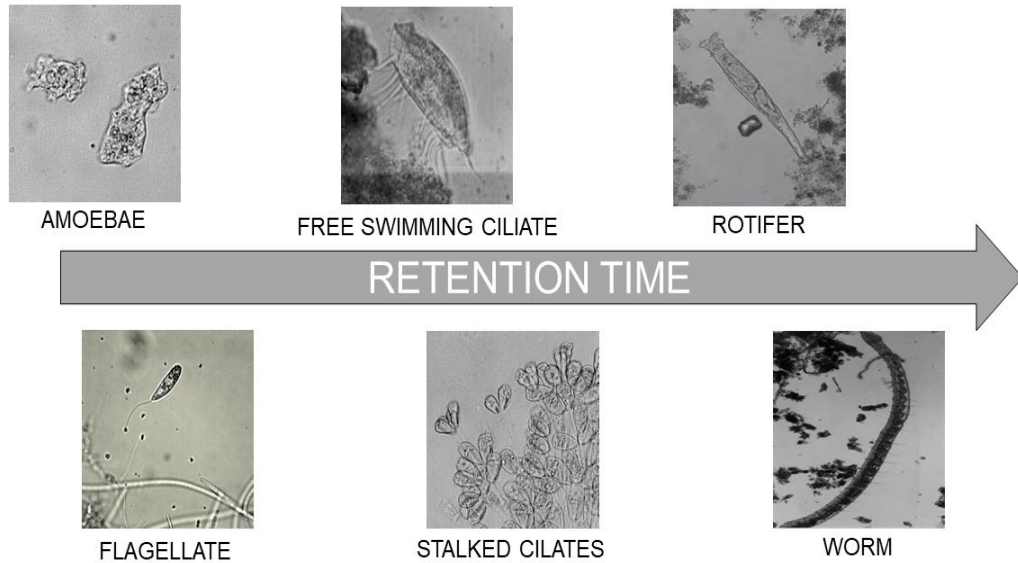 AMOEBAE
FREE SWIMMING CILIATE
ROTIFER
RETENTION TIME
FLAGELLATE
STALKED CILATES
WORM